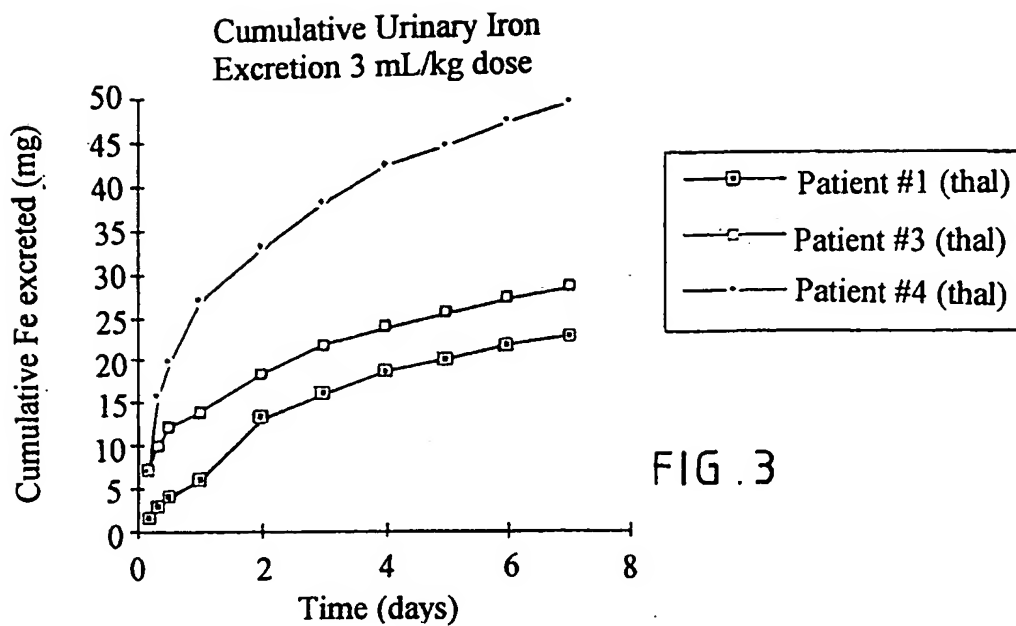 Cumulative Urinary Iron
Excretion 3 mL/kg dose
Cumulative Fe excreted (mg)
50
45
40
35
30
25
20
15
10
5
0
0 2 4 6 8
Time (days)
Patient #1 (thal)
Patient #3 (thal)
Patient #4 (thal)
FIG. 3